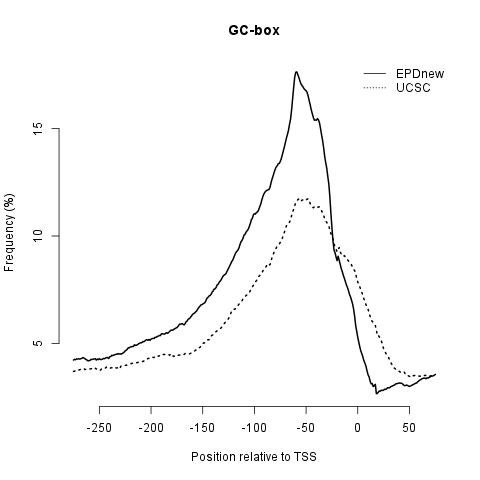 GC-box
EPDnew
UCSC
Frequency (%)
15
10
5
-250 -200 -150 -100 -50 0 50
Position relative to TSS